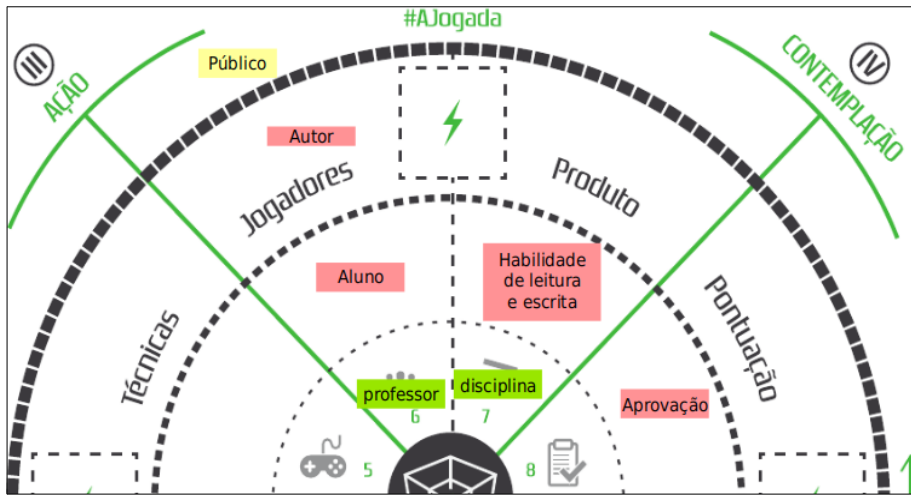 #AJogada
III
AÇÃO
Público
CONTEMPLAÇÃO
IV
Autor
Jogadores
Produto
Aluno
Habilidade
de leitura
e escrita
Técnicas
Pontuação
professor
disciplina
Aprovação
6
7
5
8